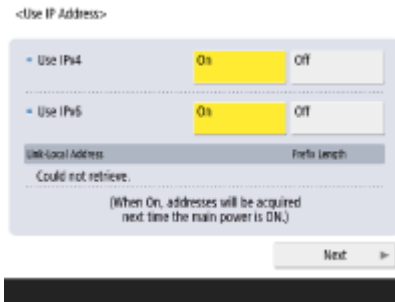 <Use IP Address>
Use IPv4 On Off
Use IPv6 On Off
Link-Local Address Prefix Length
Could not retrieve.
(When On, addresses will be acquired
next time the main power is ON.)
Next